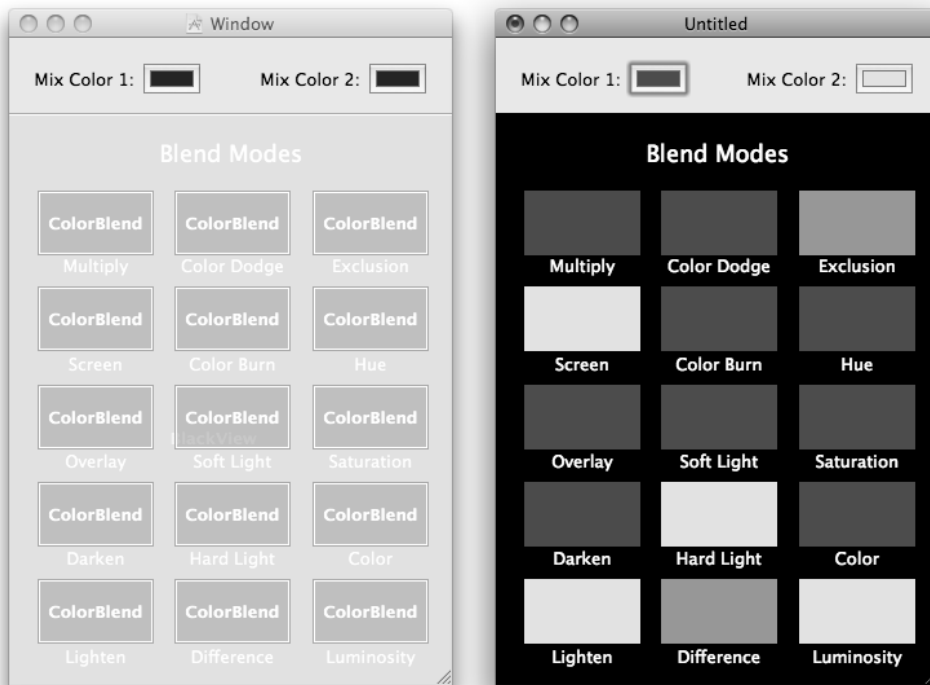 Window
Mix Color 1: Mix Color 2:
Blend Modes
ColorBlend ColorBlend ColorBlend
Multiply Color Dodge Exclusion
ColorBlend ColorBlend ColorBlend
Screen Color Burn Hue
ColorBlend ColorBlend ColorBlend
BlackView
Overlay Soft Light Saturation
ColorBlend ColorBlend ColorBlend
Darken Hard Light Color
ColorBlend ColorBlend ColorBlend
Lighten Difference Luminosity
Untitled
Mix Color 1: Mix Color 2:
Blend Modes
Multiply Color Dodge Exclusion
Screen Color Burn Hue
Overlay Soft Light Saturation
Darken Hard Light Color
Lighten Difference Luminosity